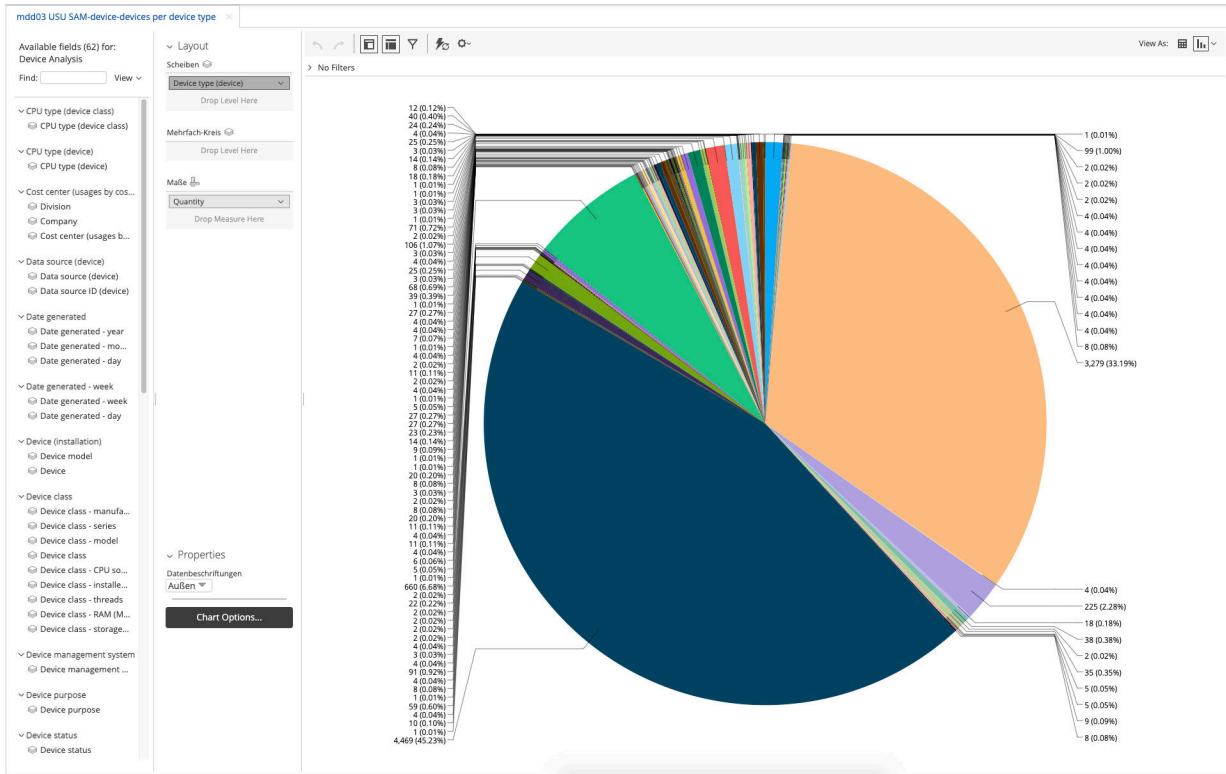 mdd03 USU SAM-device-devices per device type ×
Available fields (62) for:
Device Analysis
Find:
View
CPU type (device class)
CPU type (device class)
CPU type (device)
CPU type (device)
Cost center (usages by cos...
Division
Company
Cost center (usages b...
Data source (device)
Data source (device)
Data source ID (device)
Date generated
Date generated - year
Date generated - mo...
Date generated - day
Date generated - week
Date generated - week
Date generated - day
Device (installation)
Device model
Device
Device class
Device class - manufa...
Device class - series
Device class - model
Device class
Device class - CPU so...
Device class - installe...
Device class - threads
Device class - RAM (M...
Device class - storage...
Device management system
Device management ...
Device purpose
Device purpose
Device status
Device status
Layout
Scheiben
Device type (device)
Drop Level Here
Mehrfach-Kreis
Drop Level Here
Maße
Quantity
Drop Measure Here
Properties
Datenbeschriftungen
Außen
Chart Options...
View As:
No Filters
12 (0.12%)
40 (0.40%)
24 (0.24%)
4 (0.04%)
25 (0.25%)
3 (0.03%)
14 (0.14%)
8 (0.08%)
18 (0.18%)
1 (0.01%)
1 (0.01%)
3 (0.03%)
3 (0.03%)
1 (0.01%)
71 (0.72%)
2 (0.02%)
106 (1.07%)
3 (0.03%)
4 (0.04%)
25 (0.25%)
3 (0.03%)
68 (0.69%)
39 (0.39%)
1 (0.01%)
27 (0.27%)
4 (0.04%)
4 (0.04%)
7 (0.07%)
1 (0.01%)
4 (0.04%)
2 (0.02%)
11 (0.11%)
2 (0.02%)
4 (0.04%)
1 (0.01%)
5 (0.05%)
27 (0.27%)
27 (0.27%)
23 (0.23%)
14 (0.14%)
9 (0.09%)
1 (0.01%)
1 (0.01%)
20 (0.20%)
8 (0.08%)
3 (0.03%)
2 (0.02%)
8 (0.08%)
20 (0.20%)
11 (0.11%)
4 (0.04%)
11 (0.11%)
4 (0.04%)
6 (0.06%)
5 (0.05%)
1 (0.01%)
660 (6.68%)
2 (0.02%)
22 (0.22%)
2 (0.02%)
2 (0.02%)
2 (0.02%)
2 (0.02%)
4 (0.04%)
3 (0.03%)
4 (0.04%)
91 (0.92%)
4 (0.04%)
8 (0.08%)
1 (0.01%)
59 (0.60%)
4 (0.04%)
10 (0.10%)
1 (0.01%)
4,469 (45.23%)
1 (0.01%)
99 (1.00%)
2 (0.02%)
2 (0.02%)
2 (0.02%)
4 (0.04%)
4 (0.04%)
4 (0.04%)
4 (0.04%)
4 (0.04%)
4 (0.04%)
4 (0.04%)
4 (0.04%)
8 (0.08%)
3,279 (33.19%)
4 (0.04%)
225 (2.28%)
18 (0.18%)
38 (0.38%)
2 (0.02%)
35 (0.35%)
5 (0.05%)
5 (0.05%)
9 (0.09%)
8 (0.08%)